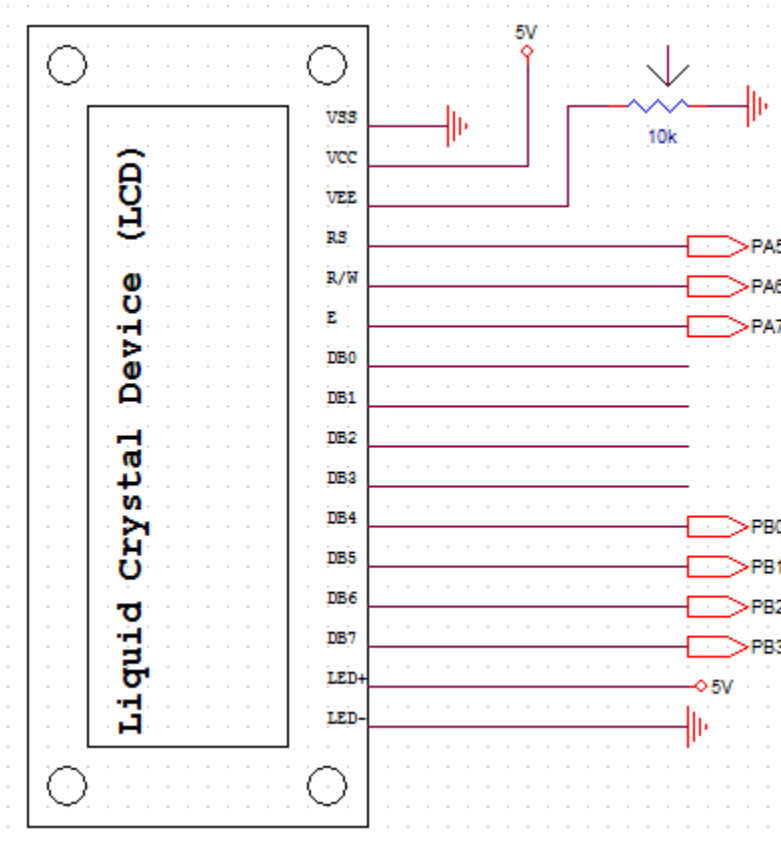 5V
10k
VSS
VCC
VEE
RS
R/W
E
DB0
DB1
DB2
DB3
DB4
DB5
DB6
DB7
LED+
LED-
PA5
PA6
PA7
PB0
PB1
PB2
PB3
5V
Liquid Crystal Device (LCD)